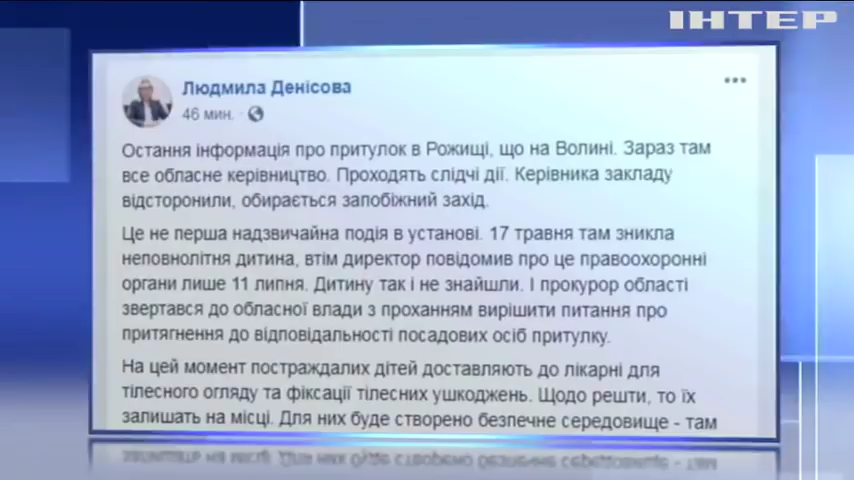 ІНТЕР
Людмила Денісова
46 мин.
Остання інформація про притулок в Рожищі, що на Волині. Зараз там
все обласне керівництво. Проходять слідчі дії. Керівника закладу
відсторонили, обирається запобіжний захід.
Це не перша надзвичайна подія в установі. 17 травня там зникла
неповнолітня дитина, втім директор повідомив про це правоохоронні
органи лише 11 липня. Дитину так і не знайшли. І прокурор області
звертався до обласної влади з проханням вирішити питання про
притягнення до відповідальності посадових осіб притулку.
На цей момент постраждалих дітей доставляють до лікарні для
тілесного огляду та фіксації тілесних ушкоджень. Щодо решти, то їх
залишать на місці. Для них буде створено безпечне середовище - там